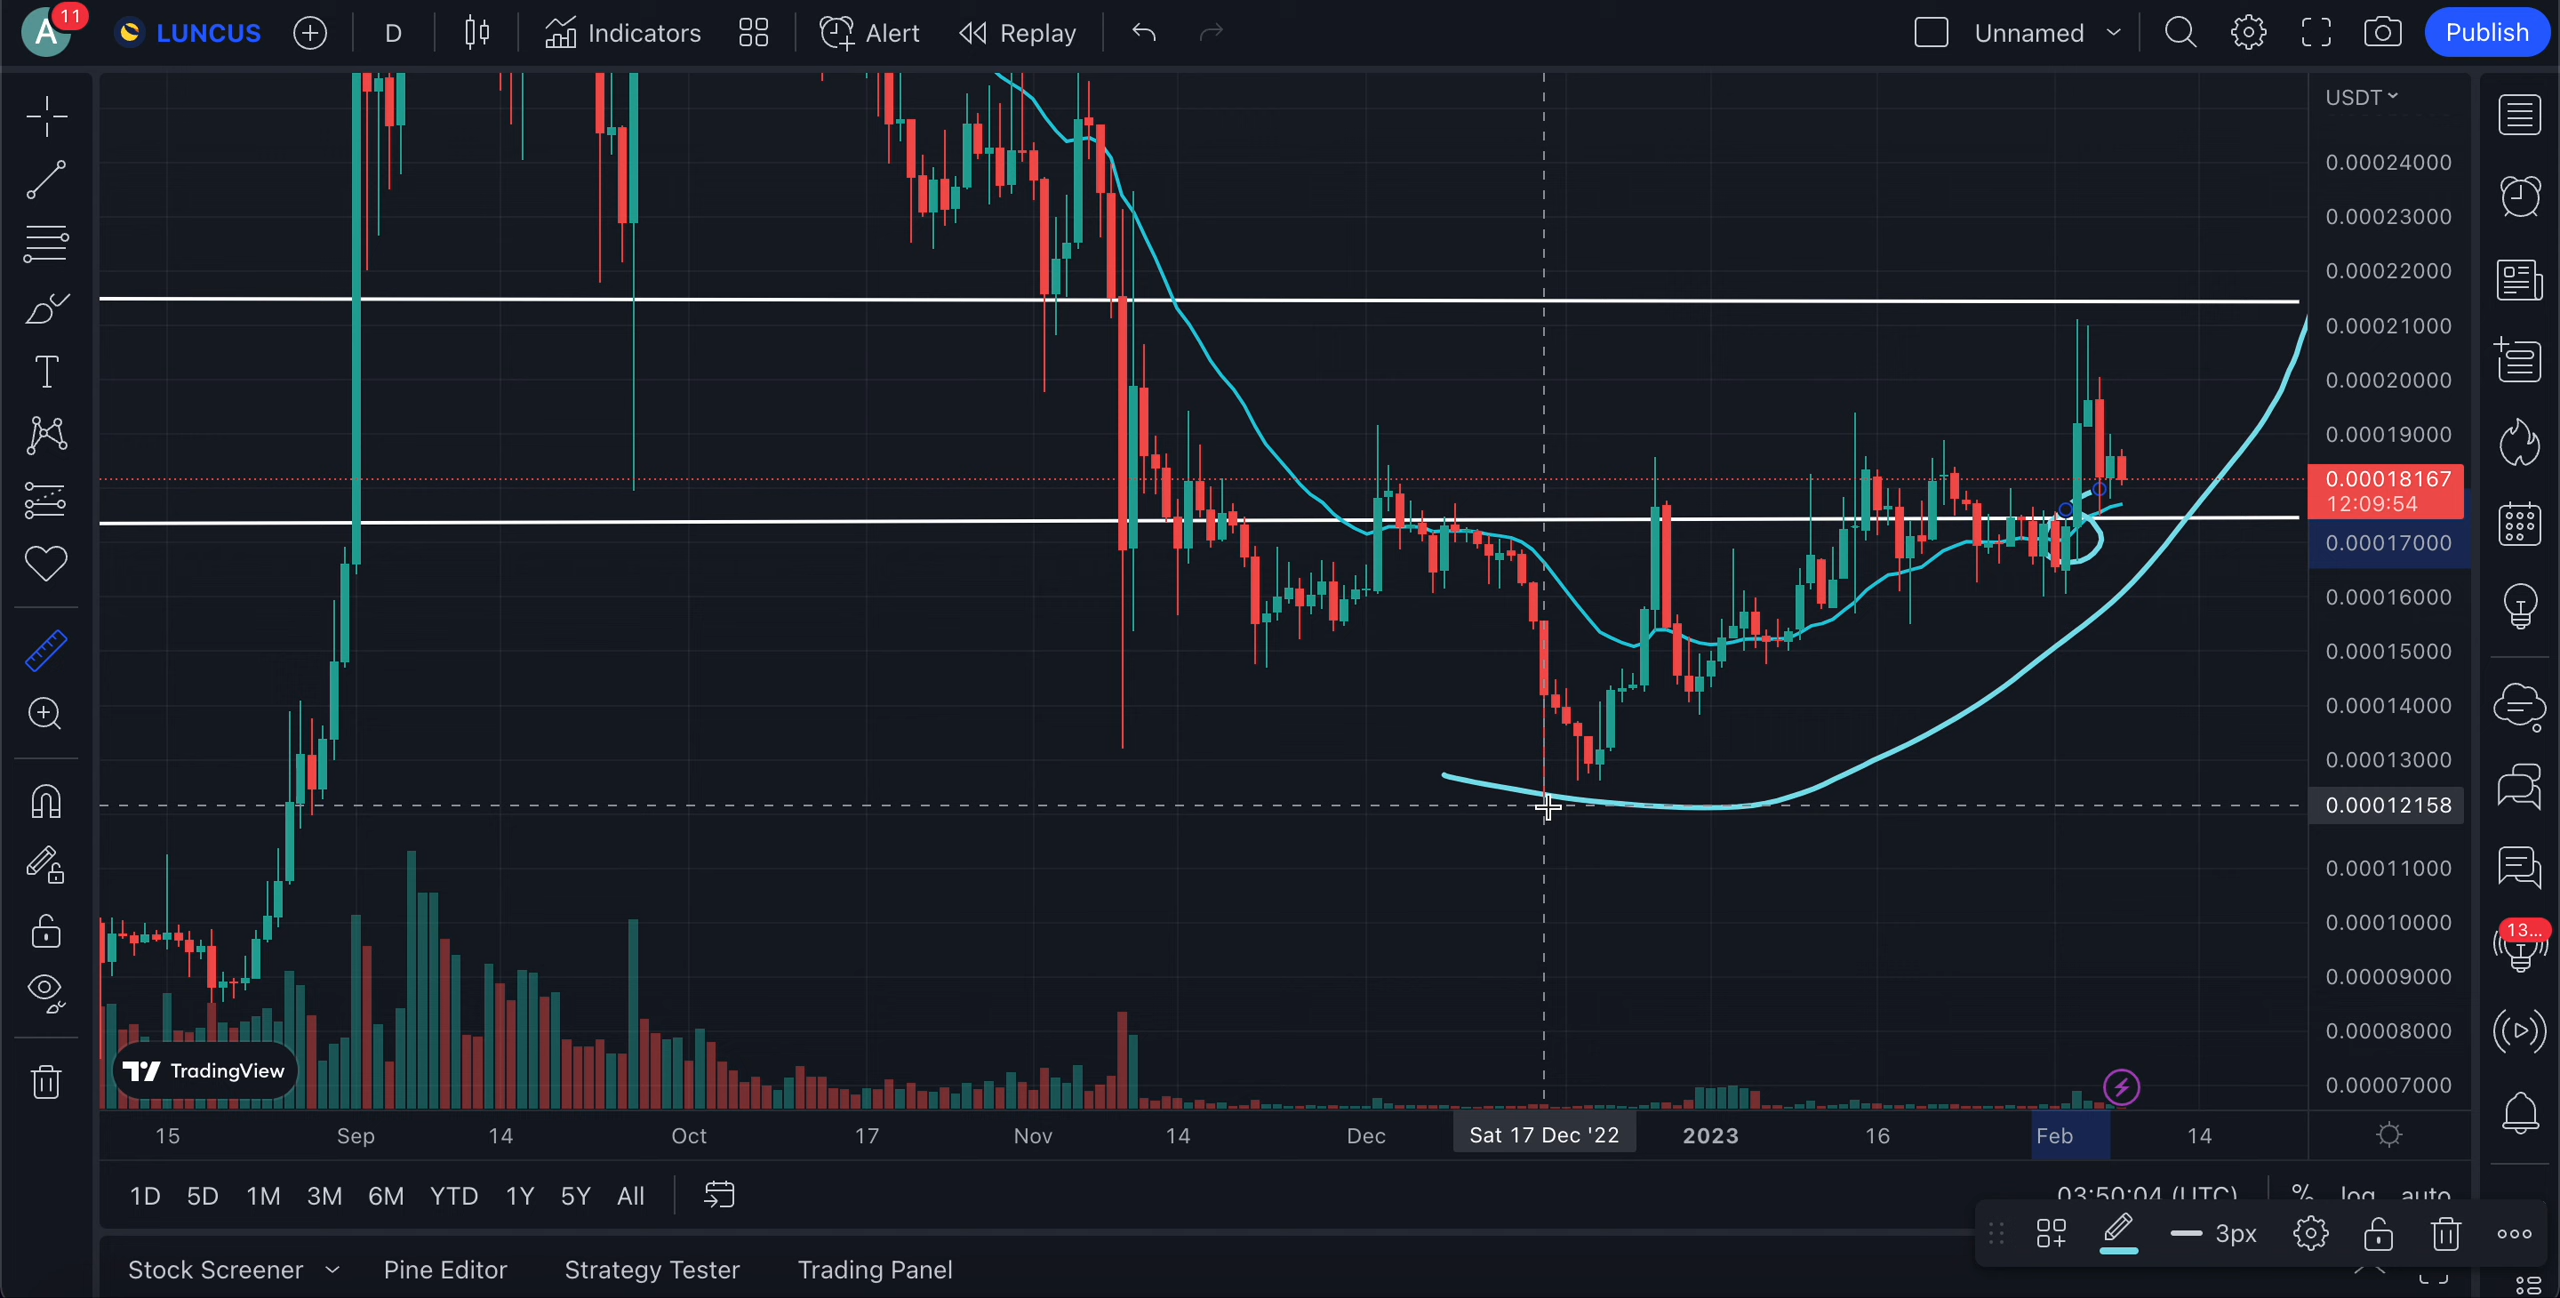 A 11 LUNCUS D Indicators Alert Replay Unnamed Publish
USDT
0.00024000
0.00023000
0.00022000
0.00021000
0.00020000
0.00019000
0.00018167
12:09:54
0.00017000
0.00016000
0.00015000
0.00014000
0.00013000
0.00012158
0.00011000
0.00010000
0.00009000
0.00008000
0.00007000
13...
TradingView
15 Sep 14 Oct 17 Nov 14 Dec Sat 17 Dec '22 2023 16 Feb 14
1D 5D 1M 3M 6M YTD 1Y 5Y All 03:50:04 (UTC) % log auto
3px
Stock Screener Pine Editor Strategy Tester Trading Panel